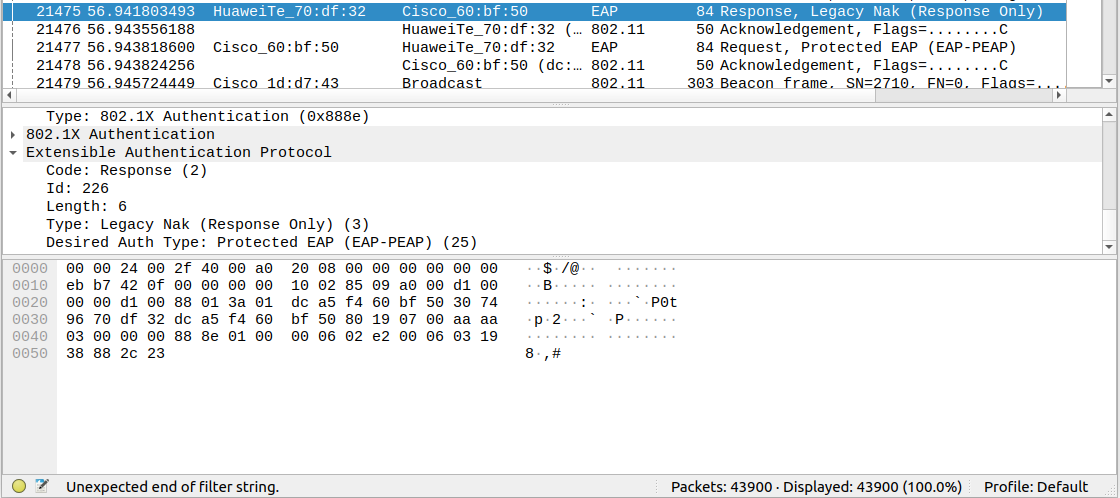 21475 56.941803493 HuaweiTe_70:df:32 Cisco_60:bf:50 EAP 84 Response, Legacy Nak (Response Only)
21476 56.943556188 HuaweiTe_70:df:32 (… 802.11 50 Acknowledgement, Flags=........C
21477 56.943818600 Cisco_60:bf:50 HuaweiTe_70:df:32 EAP 84 Request, Protected EAP (EAP-PEAP)
21478 56.943824256 Cisco_60:bf:50 (dc:… 802.11 50 Acknowledgement, Flags=........C
21479 56.945724449 Cisco_1d:d7:43 Broadcast 802.11 303 Beacon frame, SN=2710, FN=0, Flags=...
Type: 802.1X Authentication (0x888e)
802.1X Authentication
Extensible Authentication Protocol
Code: Response (2)
Id: 226
Length: 6
Type: Legacy Nak (Response Only) (3)
Desired Auth Type: Protected EAP (EAP-PEAP) (25)
0000 00 00 24 00 2f 40 00 a0 20 08 00 00 00 00 00 00 ··$·/@·· ·······
0010 eb b7 42 0f 00 00 00 00 10 02 85 09 a0 00 d1 00 ··B····· ········
0020 00 00 d1 00 88 01 3a 01 dc a5 f4 60 bf 50 30 74 ······:· ···`·P0t
0030 96 70 df 32 dc a5 f4 60 bf 50 80 19 07 00 aa aa ·p·2···` ·P······
0040 03 00 00 00 88 8e 01 00 00 06 02 e2 00 06 03 19 ········ ········
0050 38 88 2c 23 8·,#
Unexpected end of filter string. Packets: 43900 · Displayed: 43900 (100.0%) Profile: Default